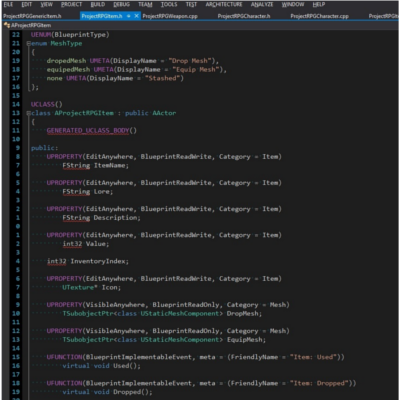 FILE EDIT VIEW PROJECT BUILD DEBUG TEAM TOOLS TEST ARCHITECTURE ANALYZE WINDOW HELP
ProjectRPGGenericItem.h ProjectRPGItem.h ProjectRPGWeapon.cpp ProjectRPGCharacter.h ProjectRPGCharacter.cpp ProjectRPGIt
AProjectRPGItem
22 UENUM(BlueprintType)
21 enum MeshType
20 {
19 dropedMesh UMETA(DisplayName = "Drop Mesh"),
18 equipedMesh UMETA(DisplayName = "Equip Mesh"),
17 none UMETA(DisplayName = "Stashed")
16 };
15
14 UCLASS()
13 class AProjectRPGItem : public AActor
12 {
11 GENERATED_UCLASS_BODY()
10
9 public:
8 UPROPERTY(EditAnywhere, BlueprintReadWrite, Category = Item)
7 FString ItemName;
6
5 UPROPERTY(EditAnywhere, BlueprintReadWrite, Category = Item)
4 FString Lore;
3
2 UPROPERTY(EditAnywhere, BlueprintReadWrite, Category = Item)
1 FString Description;
0
1 UPROPERTY(EditAnywhere, BlueprintReadWrite, Category = Item)
2 int32 Value;
3
4 int32 InventoryIndex;
5
6 UPROPERTY(EditAnywhere, BlueprintReadWrite, Category = Item)
7 UTexture* Icon;
8
9 UPROPERTY(VisibleAnywhere, BlueprintReadOnly, Category = Mesh)
10 TSubobjectPtr<class UStaticMeshComponent> DropMesh;
11
12 UPROPERTY(VisibleAnywhere, BlueprintReadOnly, Category = Mesh)
13 TSubobjectPtr<class UStaticMeshComponent> EquipMesh;
14
15 UFUNCTION(BlueprintImplementableEvent, meta = (FriendlyName = "Item: Used"))
16 virtual void Used();
17
18 UFUNCTION(BlueprintImplementableEvent, meta = (FriendlyName = "Item: Dropped"))
19 virtual void Dropped();